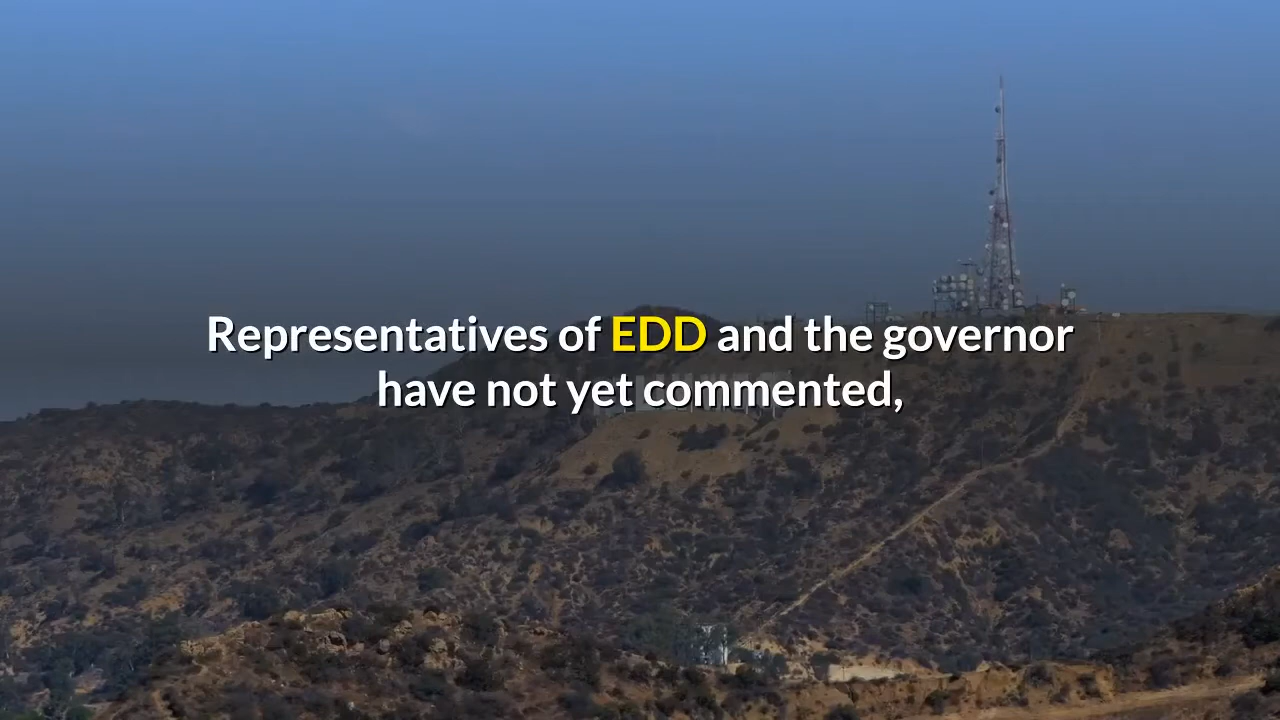 Representatives of EDD and the governor
have not yet commented,